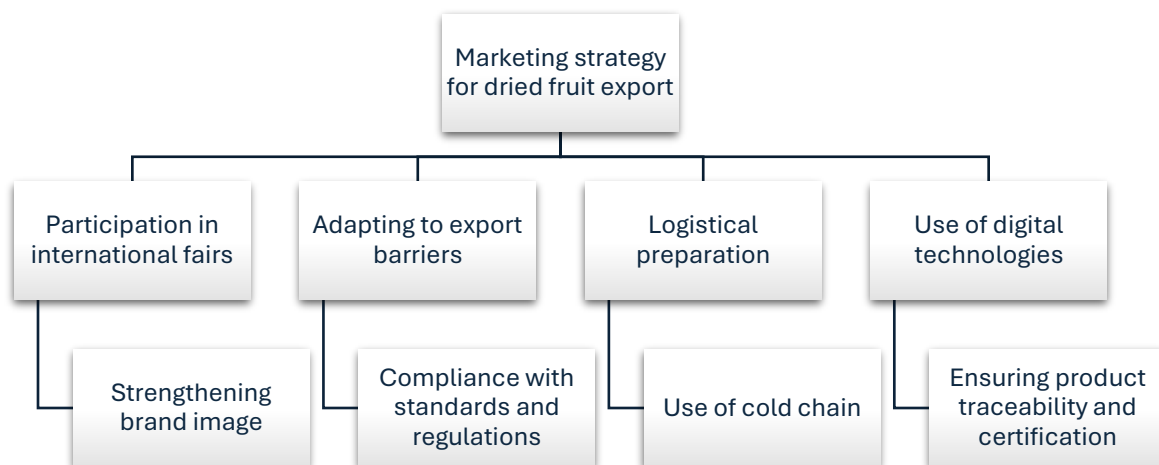 Marketing strategy
for dried fruit export
Participation in
international fairs
Adapting to export
barriers
Logistical
preparation
Use of digital
technologies
Strengthening
brand image
Compliance with
standards and
regulations
Use of cold chain
Ensuring product
traceability and
certification